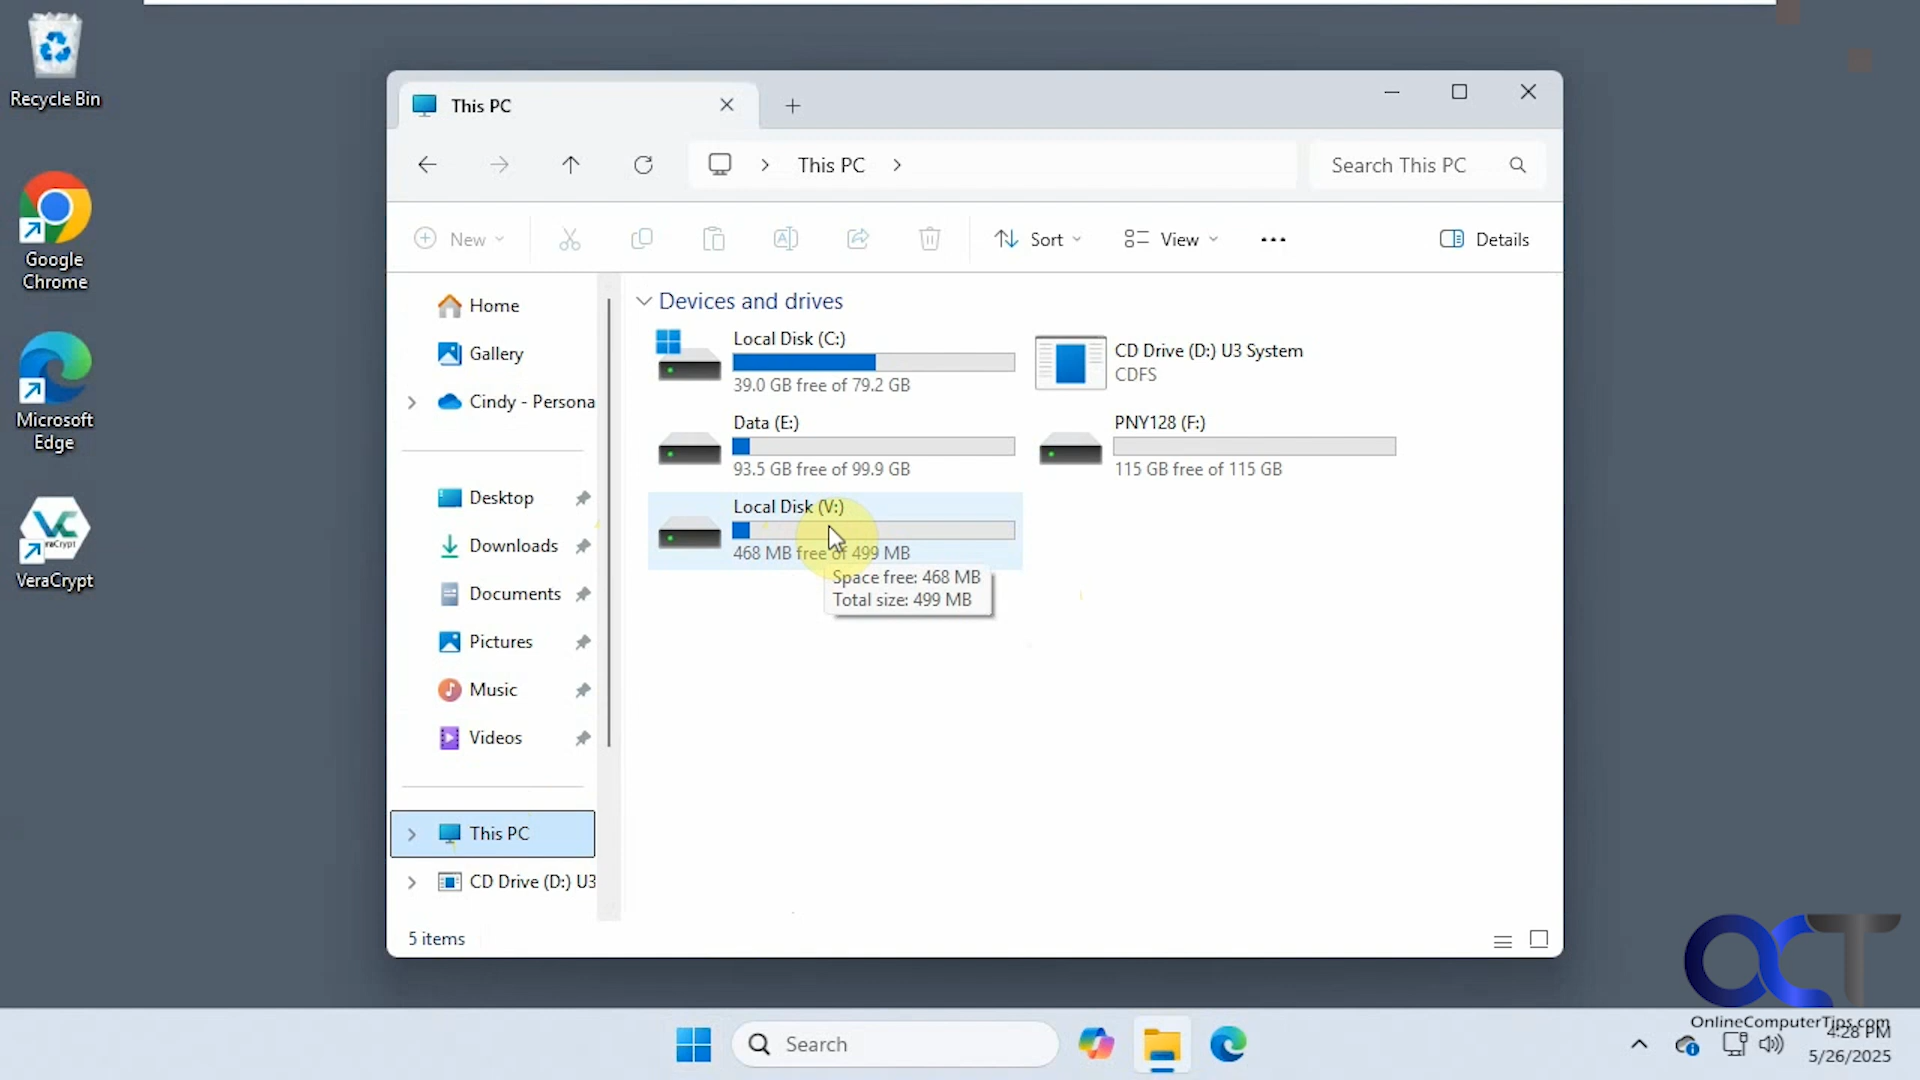 Recycle Bin
Google
Chrome
Microsoft
Edge
VeraCrypt
VeraCrypt
This PC
This PC
Search This PC
New
Sort
View
Details
Home
Gallery
Cindy - Persona
Desktop
Downloads
Documents
Pictures
Music
Videos
This PC
CD Drive (D:) U3
Devices and drives
Local Disk (C:)
39.0 GB free of 79.2 GB
CD Drive (D:) U3 System
CDFS
Data (E:)
93.5 GB free of 99.9 GB
PNY128 (F:)
115 GB free of 115 GB
Local Disk (V:)
468 MB free of 499 MB
Space free: 468 MB
Total size: 499 MB
5 items
OCT
OnlineComputerTips.com
Search
4:28 PM
5/26/2025